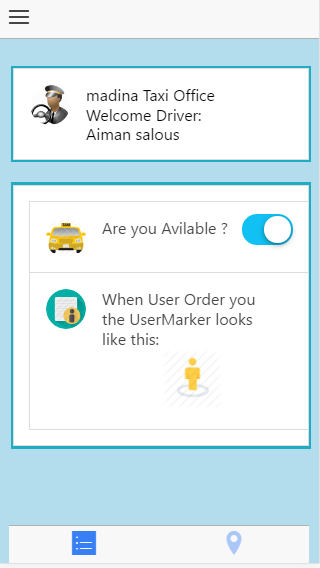 madina Taxi Office
Welcome Driver:
Aiman salous
Are you Avilable ?
When User Order you
the UserMarker looks
like this: